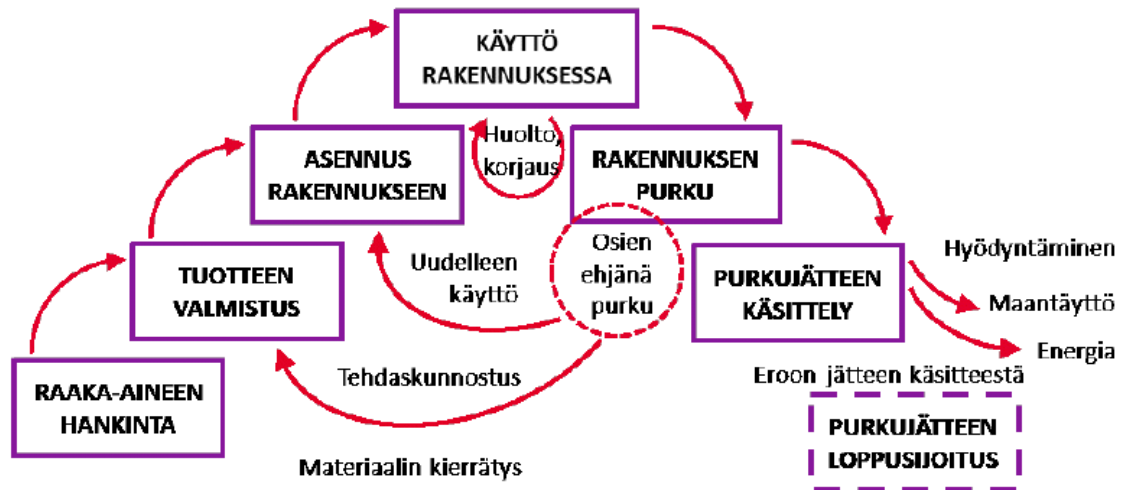 KÄYTTÖ
RAKENNUKSESSA
Huolto,
korjaus
ASENNUS
RAKENNUKSEEN
RAKENNUKSEN
PURKU
Osien
ehjänä
purku
Uudelleen
käyttö
TUOTTEEN
VALMISTUS
PURKUJÄTTEEN
KÄSITTELY
Hyödyntäminen
Maantäyttö
Energia
RAAKA-AINEEN
HANKINTA
Tehdaskunnostus
Eroon jätteen käsitteestä
PURKUJÄTTEEN
LOPPUSIJOITUS
Materiaalin kierrätys